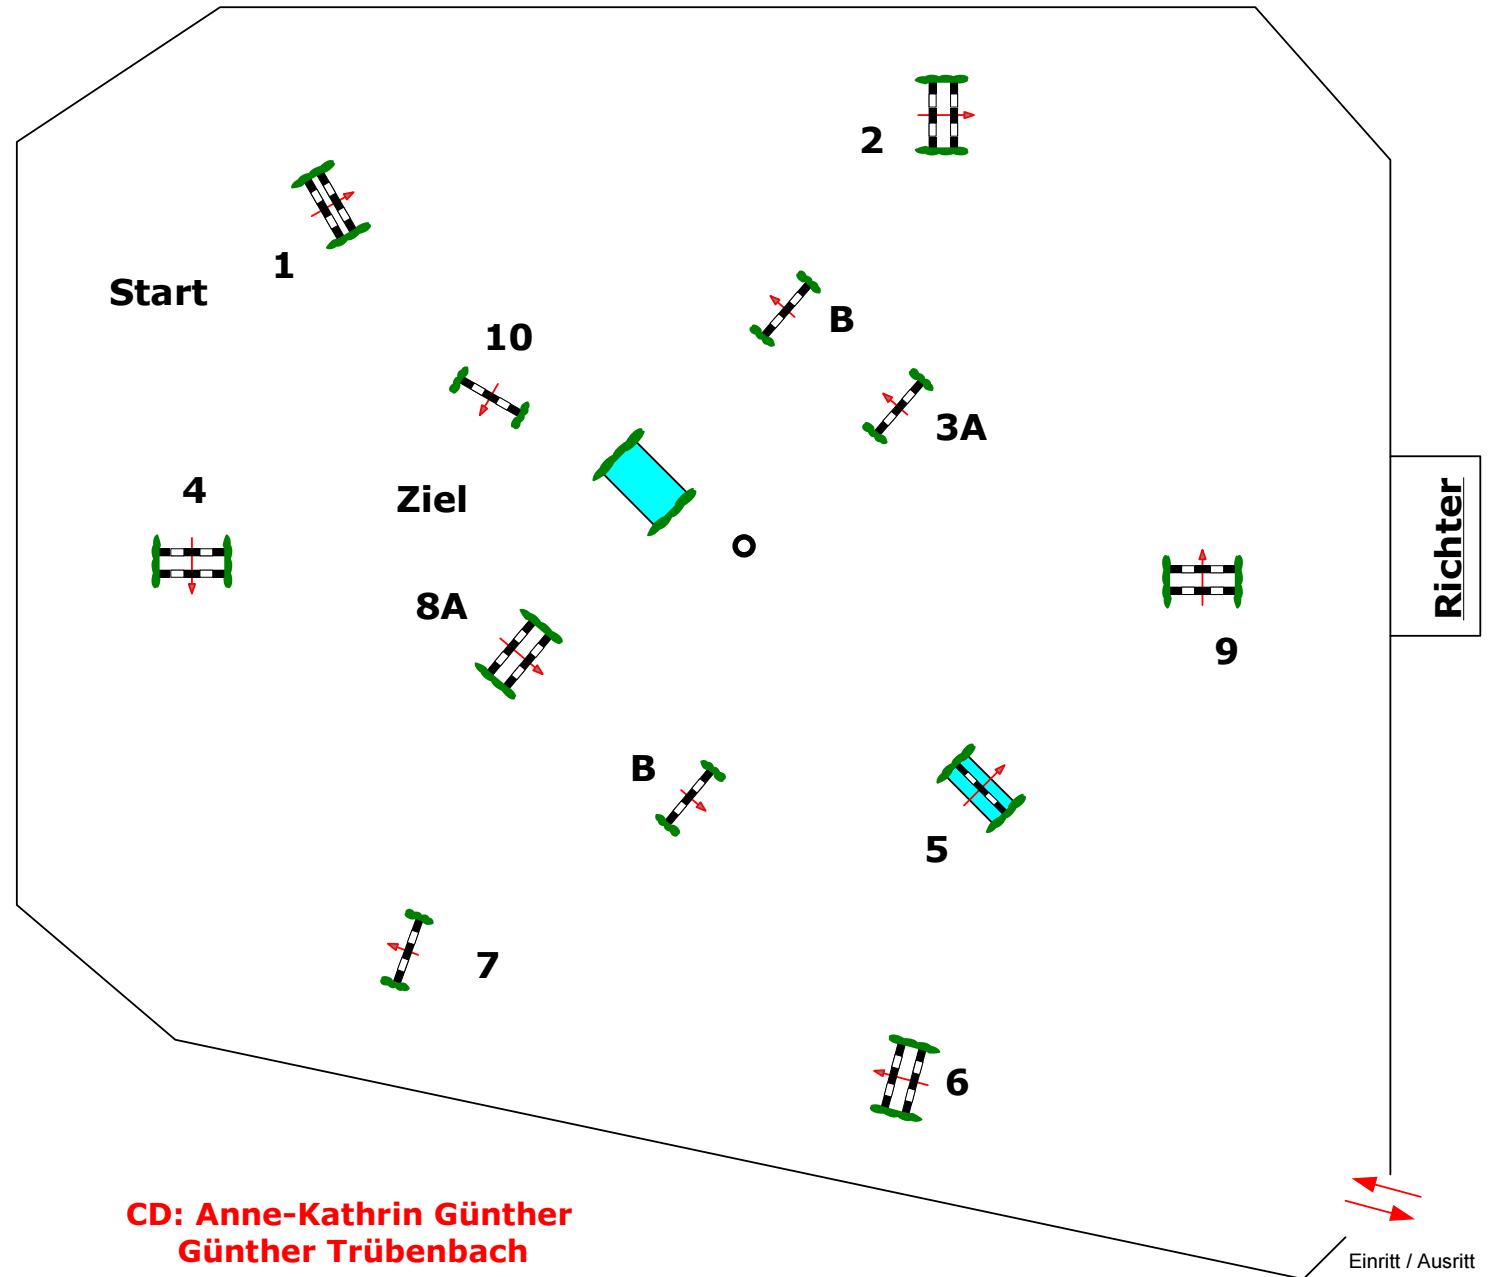 2
1
Start
B
10
3A
4
Ziel
Richter
8A
9
B
5
7
6
CD: Anne-Kathrin Günther
Günther Trübenbach
Einritt / Ausritt